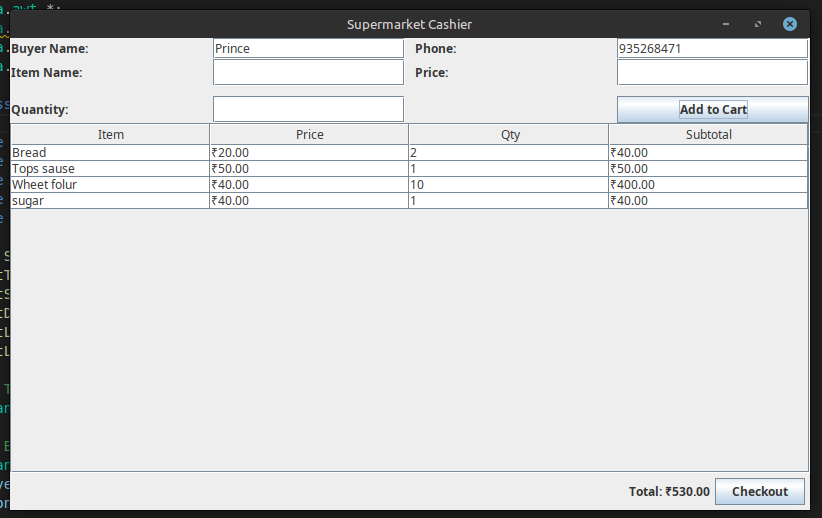 Supermarket Cashier
Buyer Name: Prince Phone: 935268471
Item Name: Price:
Quantity: Add to Cart
Item Price Qty Subtotal
Bread ₹20.00 2 ₹40.00
Tops sause ₹50.00 1 ₹50.00
Wheet folur ₹40.00 10 ₹400.00
sugar ₹40.00 1 ₹40.00
Total: ₹530.00 Checkout